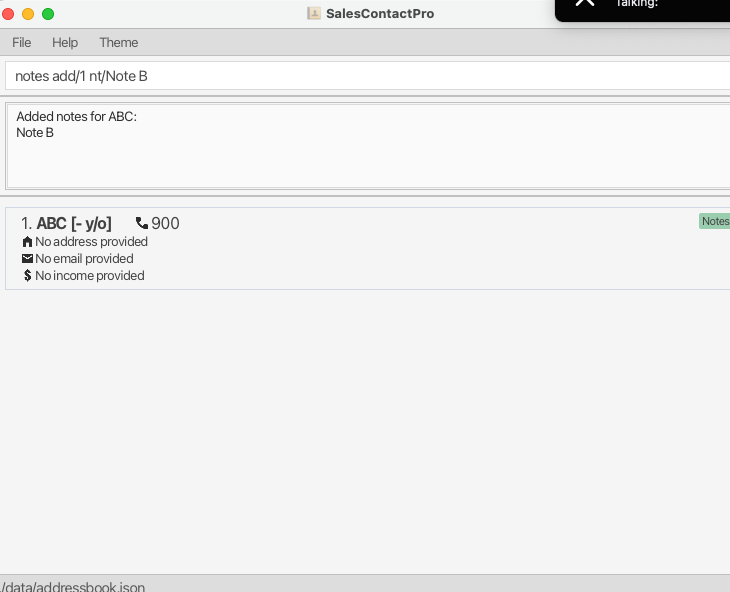 SalesContactPro
Talking:
File Help Theme
notes add/1 nt/Note B
Added notes for ABC:
Note B
1. ABC [- y/o] 900
Notes
No address provided
No email provided
No income provided
/data/addressbook.json